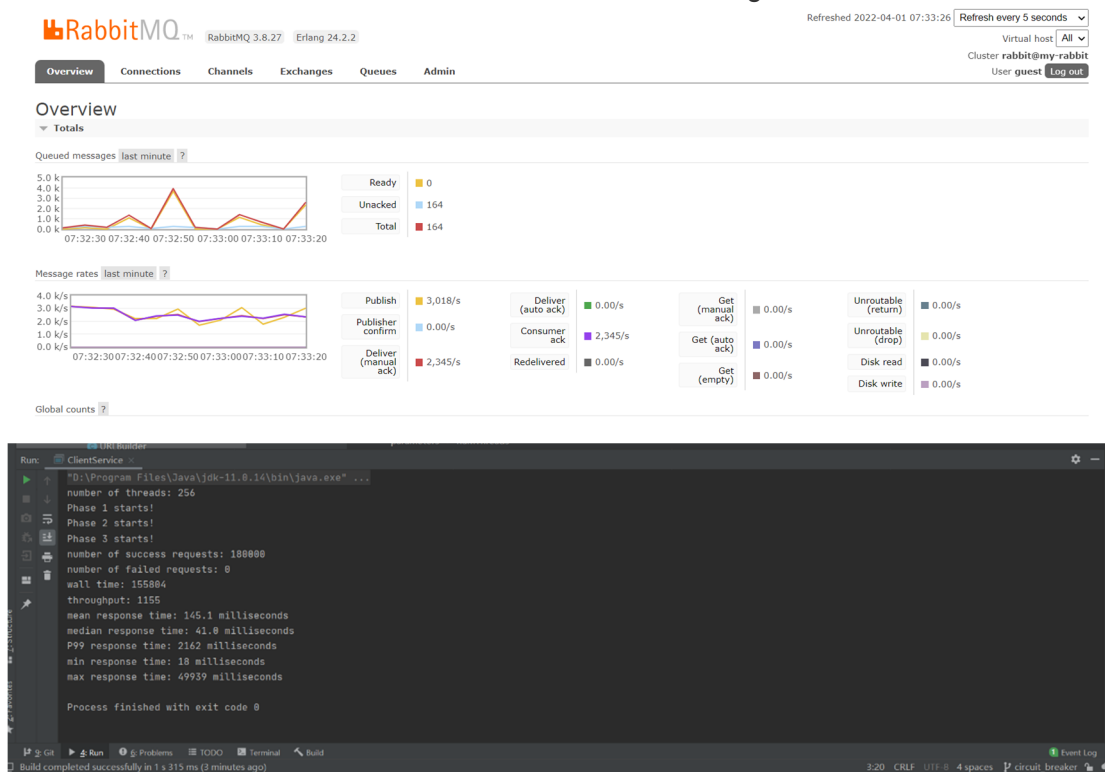 Refreshed 2022-04-01 07:33:26 Refresh every 5 seconds
RabbitMQ TM RabbitMQ 3.8.27 Erlang 24.2.2
Virtual host All
Cluster rabbit@my-rabbit
User guest Log out
Overview Connections Channels Exchanges Queues Admin
Overview
Totals
Queued messages last minute ?
5.0 k
4.0 k
3.0 k
2.0 k
1.0 k
0.0 k
07:32:30 07:32:40 07:32:50 07:33:00 07:33:10 07:33:20
Ready 0
Unacked 164
Total 164
Message rates last minute ?
4.0 k/s
3.0 k/s
2.0 k/s
1.0 k/s
0.0 k/s
07:32:30 07:32:40 07:32:50 07:33:00 07:33:10 07:33:20
Publish 3,018/s
Publisher confirm 0.00/s
Deliver (manual ack) 2,345/s
Deliver (auto ack) 0.00/s
Consumer ack 2,345/s
Redelivered 0.00/s
Get (manual ack) 0.00/s
Get (auto ack) 0.00/s
Get (empty) 0.00/s
Unroutable (return) 0.00/s
Unroutable (drop) 0.00/s
Disk read 0.00/s
Disk write 0.00/s
Global counts ?
URLBuilder
Run: ClientService ×
"D:\Program Files\Java\jdk-11.0.14\bin\java.exe" ...
number of threads: 256
Phase 1 starts!
Phase 2 starts!
Phase 3 starts!
number of success requests: 180000
number of failed requests: 0
wall time: 155804
throughput: 1155
mean response time: 145.1 milliseconds
median response time: 41.0 milliseconds
P99 response time: 2162 milliseconds
min response time: 18 milliseconds
max response time: 49939 milliseconds
Process finished with exit code 0
9: Git 4: Run 6: Problems TODO Terminal Build 1 Event Log
Build completed successfully in 1 s 315 ms (3 minutes ago) 3:20 CRLF UTF-8 4 spaces circuit breaker